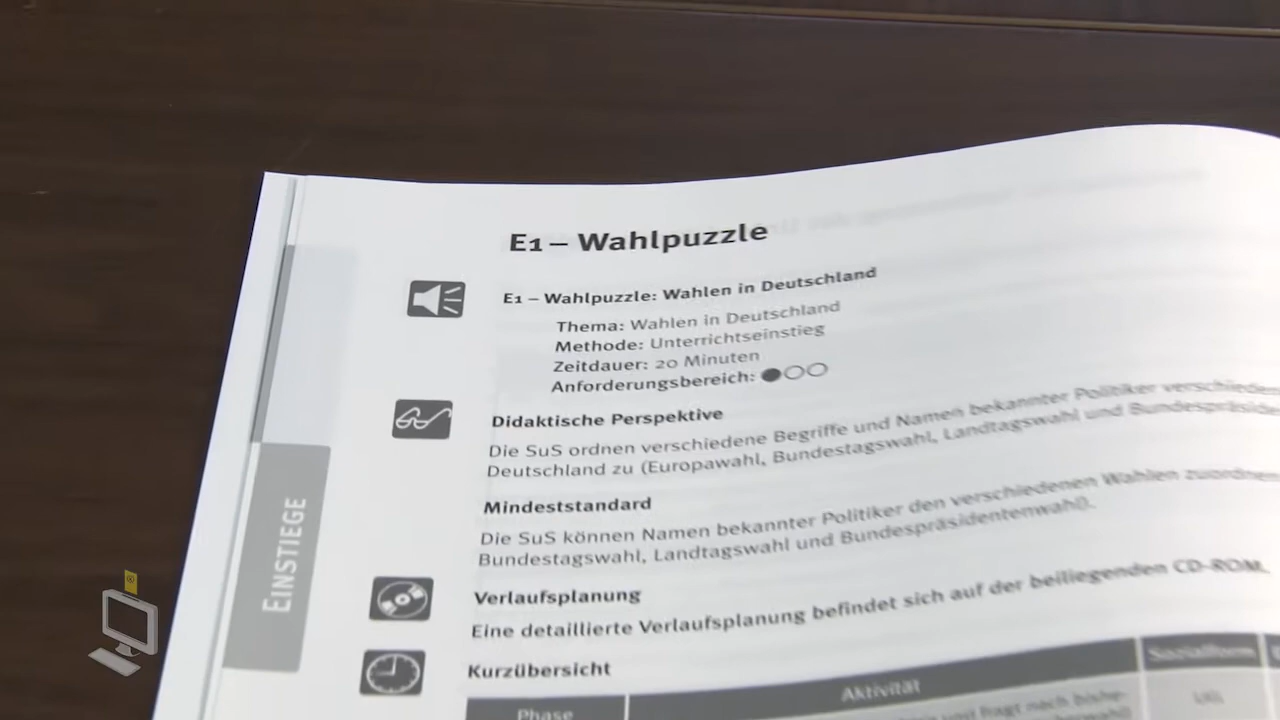 E1 – Wahlpuzzle
E1 – Wahlpuzzle: Wahlen in Deutschland
Thema: Wahlen in Deutschland
Methode: Unterrichtseinstieg
Zeitdauer: 20 Minuten
Anforderungsbereich:
Didaktische Perspektive
Die SuS ordnen verschiedene Begriffe und Namen bekannter Politiker
Deutschland zu (Europawahl, Bundestagswahl, Landtagswahl und
Mindeststandard
Die SuS können Namen bekannter Politiker den verschiedenen Wahlen
Bundestagswahl, Landtagswahl und Bundespräsidentenwahl).
Verlaufsplanung
Eine detaillierte Verlaufsplanung befindet sich auf der beiliegenden CD-ROM.
Kurzübersicht
Phase Aktivität Sozialform
EINSTIEGE